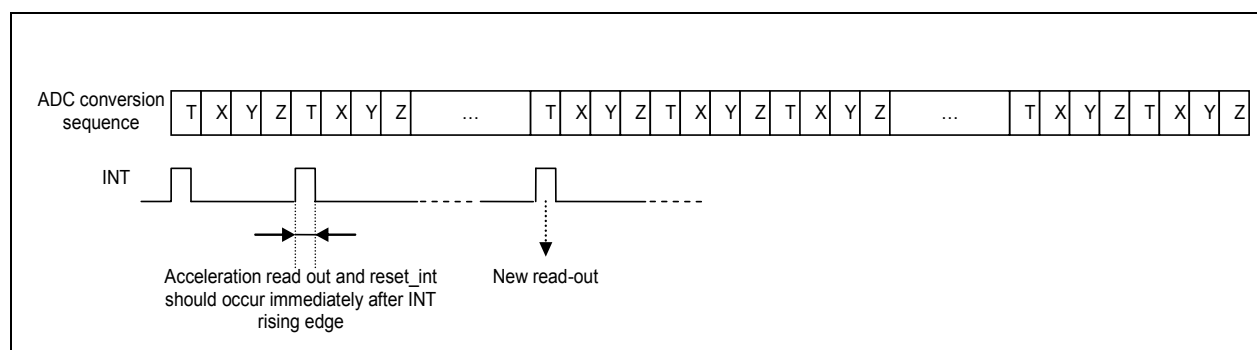 ADC conversion
sequence
T X Y Z T X Y Z ... T X Y Z T X Y Z T X Y Z ... T X Y Z T X Y Z
INT
Acceleration read out and reset_int
should occur immediately after INT
rising edge
New read-out